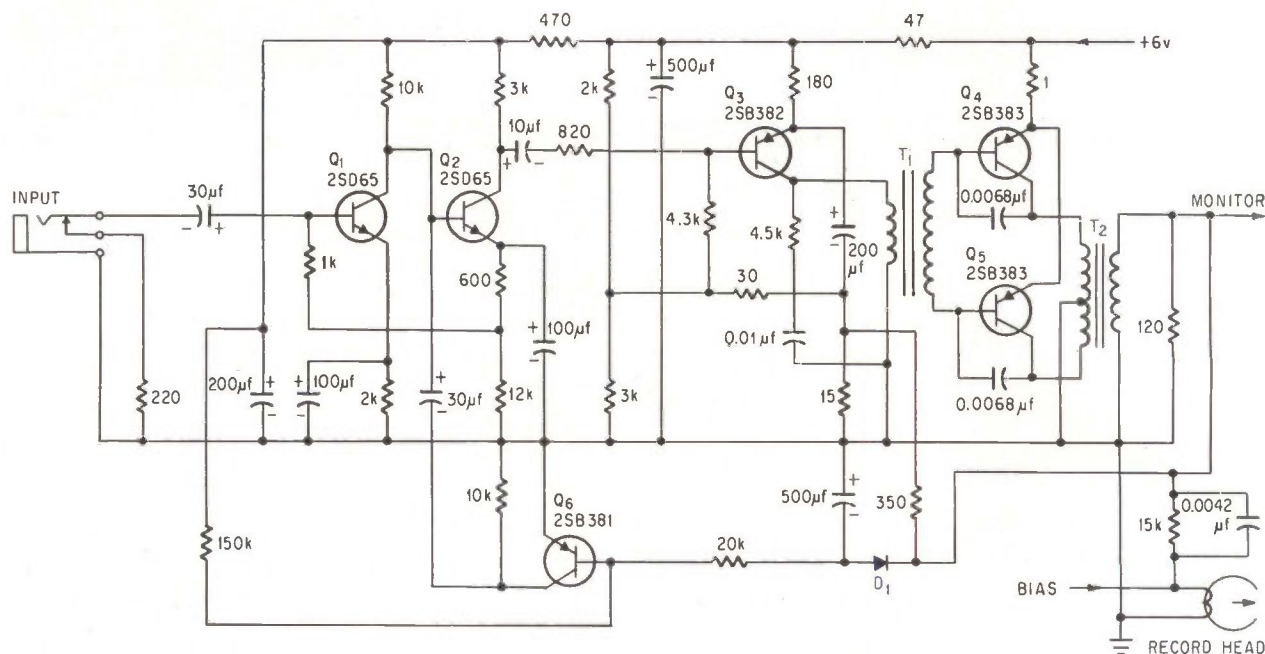 470
47
+6v
10k
3k
2k
+
500µf
-
180
1
Q3
2SB382
Q4
2SB383
10µf
820
+
-
Q1
2SD65
Q2
2SD65
INPUT
30µf
-
+
T1
0.0068µf
MONITOR
4.3k
4.5k
+
200
µf
-
T2
1k
600
30
Q5
2SB383
120
+
100µf
-
0.01µf
220
200µf
+
-
100µf
+
-
2k
+
30µf
-
12k
3k
15
0.0068µf
10k
Q6
2SB381
500µf
+
-
350
15k
0.0042
µf
150k
20k
D1
BIAS
RECORD HEAD